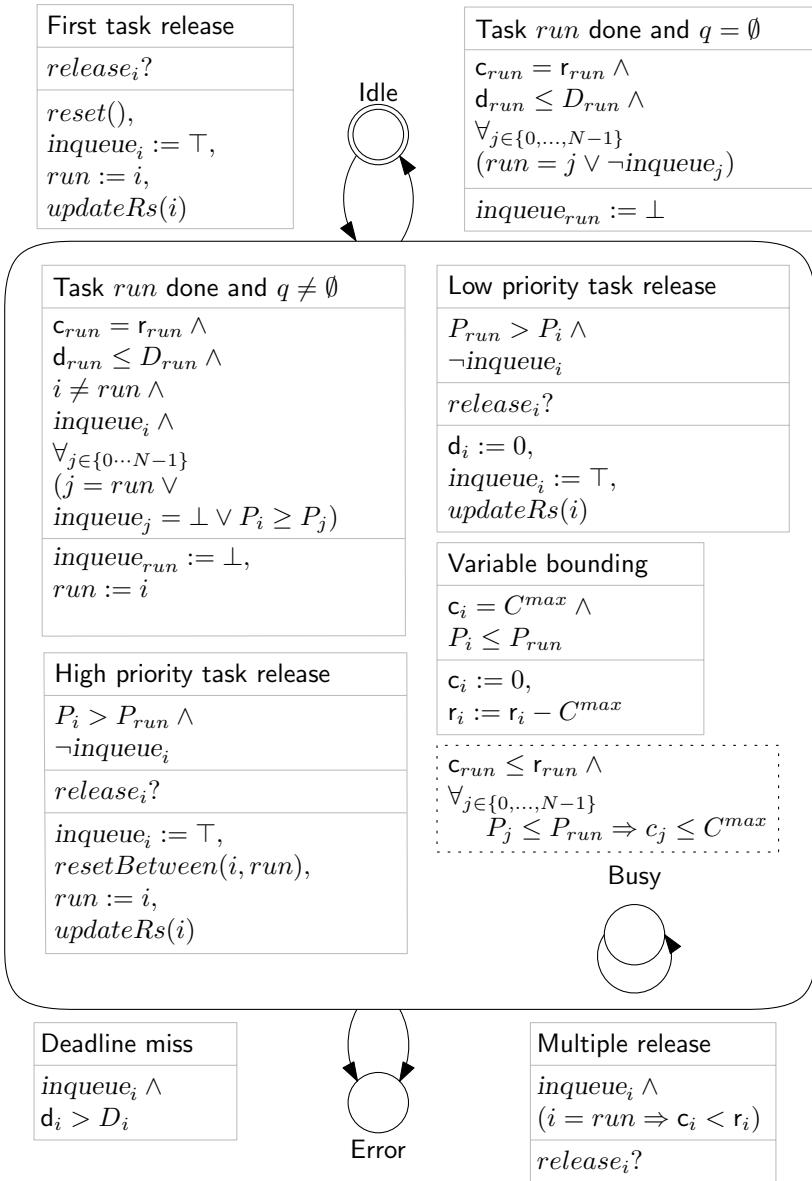 First task release
release_i?
reset(),
inqueue_i := ⊤,
run := i,
updateRs(i)
Idle
Task run done and q = ∅
c_run = r_run ∧
d_run ≤ D_run ∧
∀_{j∈{0,...,N−1}}
(run = j ∨ ¬inqueue_j)
inqueue_run := ⊥
Task run done and q ≠ ∅
c_run = r_run ∧
d_run ≤ D_run ∧
i ≠ run ∧
inqueue_i ∧
∀_{j∈{0⋯N−1}}
(j = run ∨
inqueue_j = ⊥ ∨ P_i ≥ P_j)
inqueue_run := ⊥,
run := i
Low priority task release
P_run > P_i ∧
¬inqueue_i
release_i?
d_i := 0,
inqueue_i := ⊤,
updateRs(i)
Variable bounding
c_i = C^max ∧
P_i ≤ P_run
c_i := 0,
r_i := r_i − C^max
High priority task release
P_i > P_run ∧
¬inqueue_i
release_i?
inqueue_i := ⊤,
resetBetween(i, run),
run := i,
updateRs(i)
c_run ≤ r_run ∧
∀_{j∈{0,...,N−1}}
P_j ≤ P_run ⇒ c_j ≤ C^max
Busy
Deadline miss
inqueue_i ∧
d_i > D_i
Error
Multiple release
inqueue_i ∧
(i = run ⇒ c_i < r_i)
release_i?